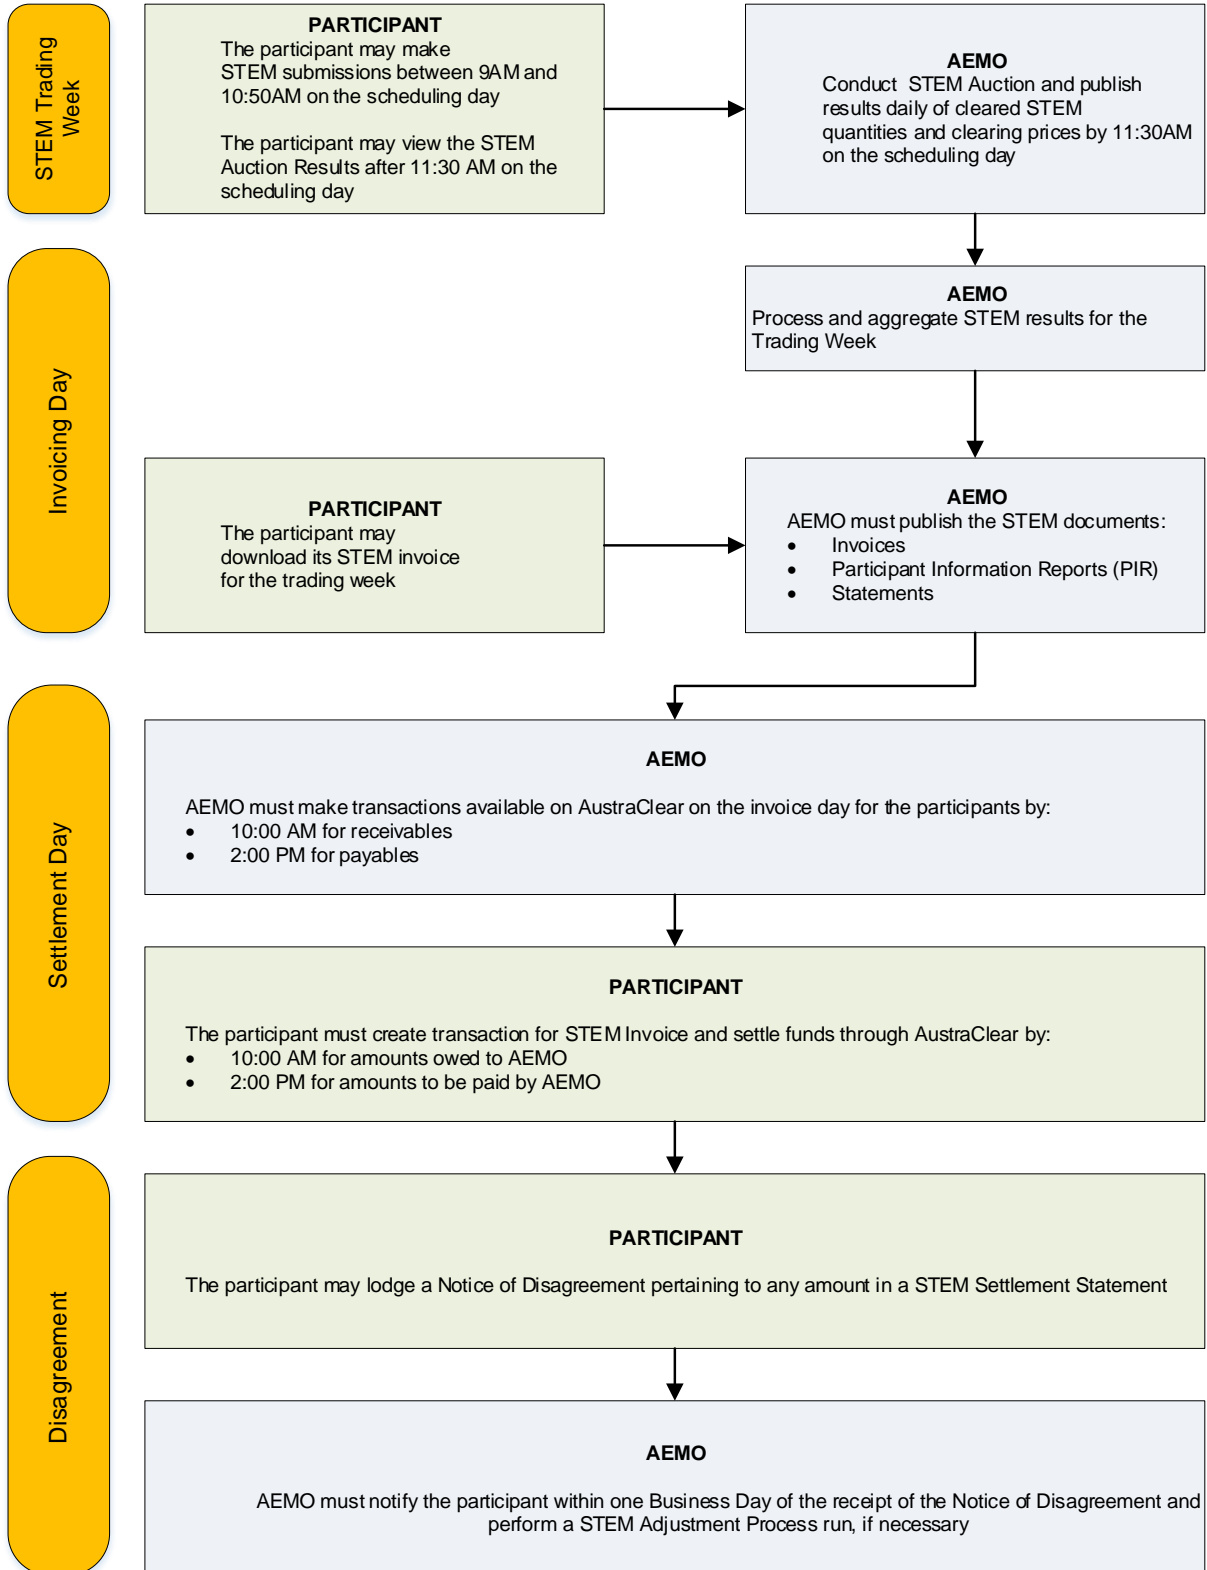 STEM Trading
Week
PARTICIPANT
The participant may make
STEM submissions between 9AM and
10:50AM on the scheduling day
The participant may view the STEM
Auction Results after 11:30 AM on the
scheduling day
AEMO
Conduct STEM Auction and publish
results daily of cleared STEM
quantities and clearing prices by 11:30AM
on the scheduling day
Invoicing Day
AEMO
Process and aggregate STEM results for the
Trading Week
PARTICIPANT
The participant may
download its STEM invoice
for the trading week
AEMO
AEMO must publish the STEM documents:
• Invoices
• Participant Information Reports (PIR)
• Statements
Settlement Day
AEMO
AEMO must make transactions available on AustraClear on the invoice day for the participants by:
• 10:00 AM for receivables
• 2:00 PM for payables
PARTICIPANT
The participant must create transaction for STEM Invoice and settle funds through AustraClear by:
• 10:00 AM for amounts owed to AEMO
• 2:00 PM for amounts to be paid by AEMO
Disagreement
PARTICIPANT
The participant may lodge a Notice of Disagreement pertaining to any amount in a STEM Settlement Statement
AEMO
AEMO must notify the participant within one Business Day of the receipt of the Notice of Disagreement and
perform a STEM Adjustment Process run, if necessary